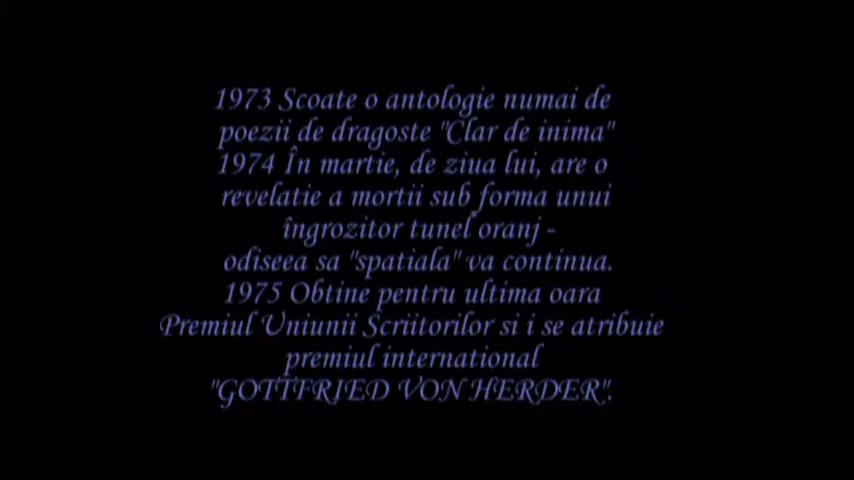 1973 Scoate o antologie numai de
poezii de dragoste "Clar de inima"
1974 În martie, de ziua lui, are o
revelatie a mortii sub forma unui
îngrozitor tunel oranj -
odiseea sa "spatiala" va continua.
1975 Obtine pentru ultima oara
Premiul Uniunii Scriitorilor si i se atribuie
premiul international
"GOTTFRIED VON HERDER".